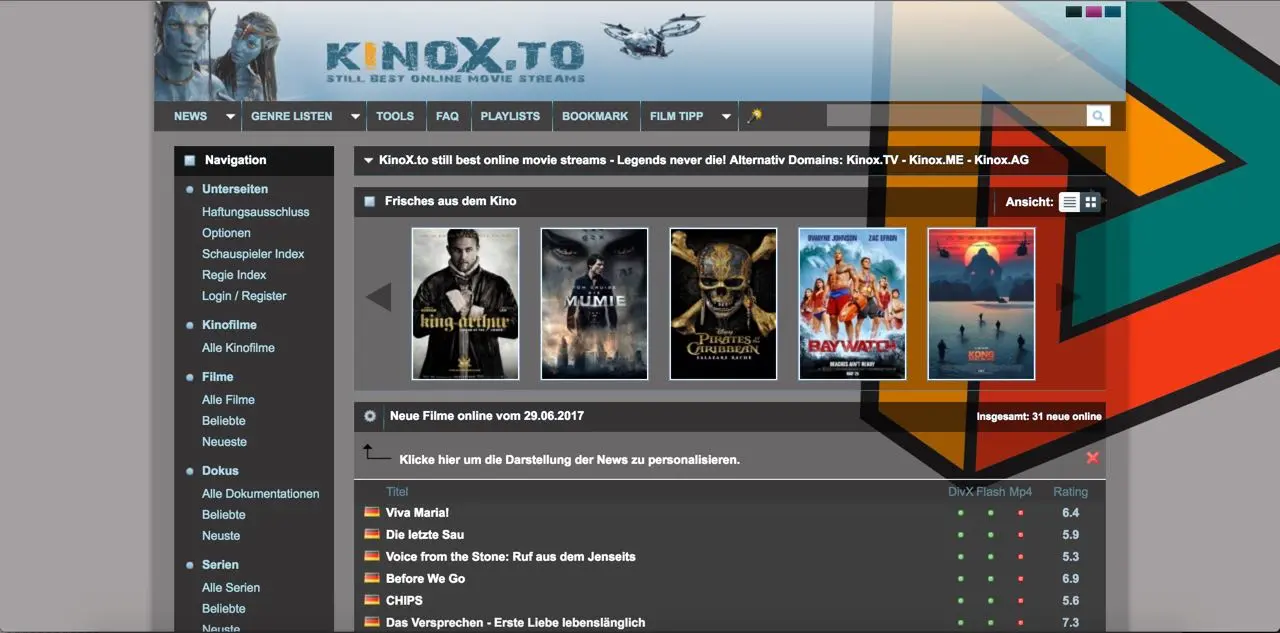 KINOX.TO
STILL BEST ONLINE MOVIE STREAMS
NEWS GENRE LISTEN TOOLS FAQ PLAYLISTS BOOKMARK FILM TIPP
Navigation
Unterseiten
Haftungsausschluss
Optionen
Schauspieler Index
Regie Index
Login / Register
Kinofilme
Alle Kinofilme
Filme
Alle Filme
Beliebte
Neueste
Dokus
Alle Dokumentationen
Beliebte
Neuste
Serien
Alle Serien
Beliebte
Neuste
KinoX.to still best online movie streams - Legends never die! Alternativ Domains: Kinox.TV - Kinox.ME - Kinox.AG
Frisches aus dem Kino
Ansicht:
king arthur
TOM CRUISE
DIE
MUMIE
Disney
PIRATES of the
CARIBBEAN
SALAZARS RACHE
DWAYNE JOHNSON ZAC EFRON
BAYWATCH
BEACHES AIN'T READY
MAY 25
KONG
Neue Filme online vom 29.06.2017
Insgesamt: 31 neue online
Klicke hier um die Darstellung der News zu personalisieren.
Titel DivX Flash Mp4 Rating
Viva Maria! 6.4
Die letzte Sau 5.9
Voice from the Stone: Ruf aus dem Jenseits 5.3
Before We Go 6.9
CHIPS 5.6
Das Versprechen - Erste Liebe lebenslänglich 7.3